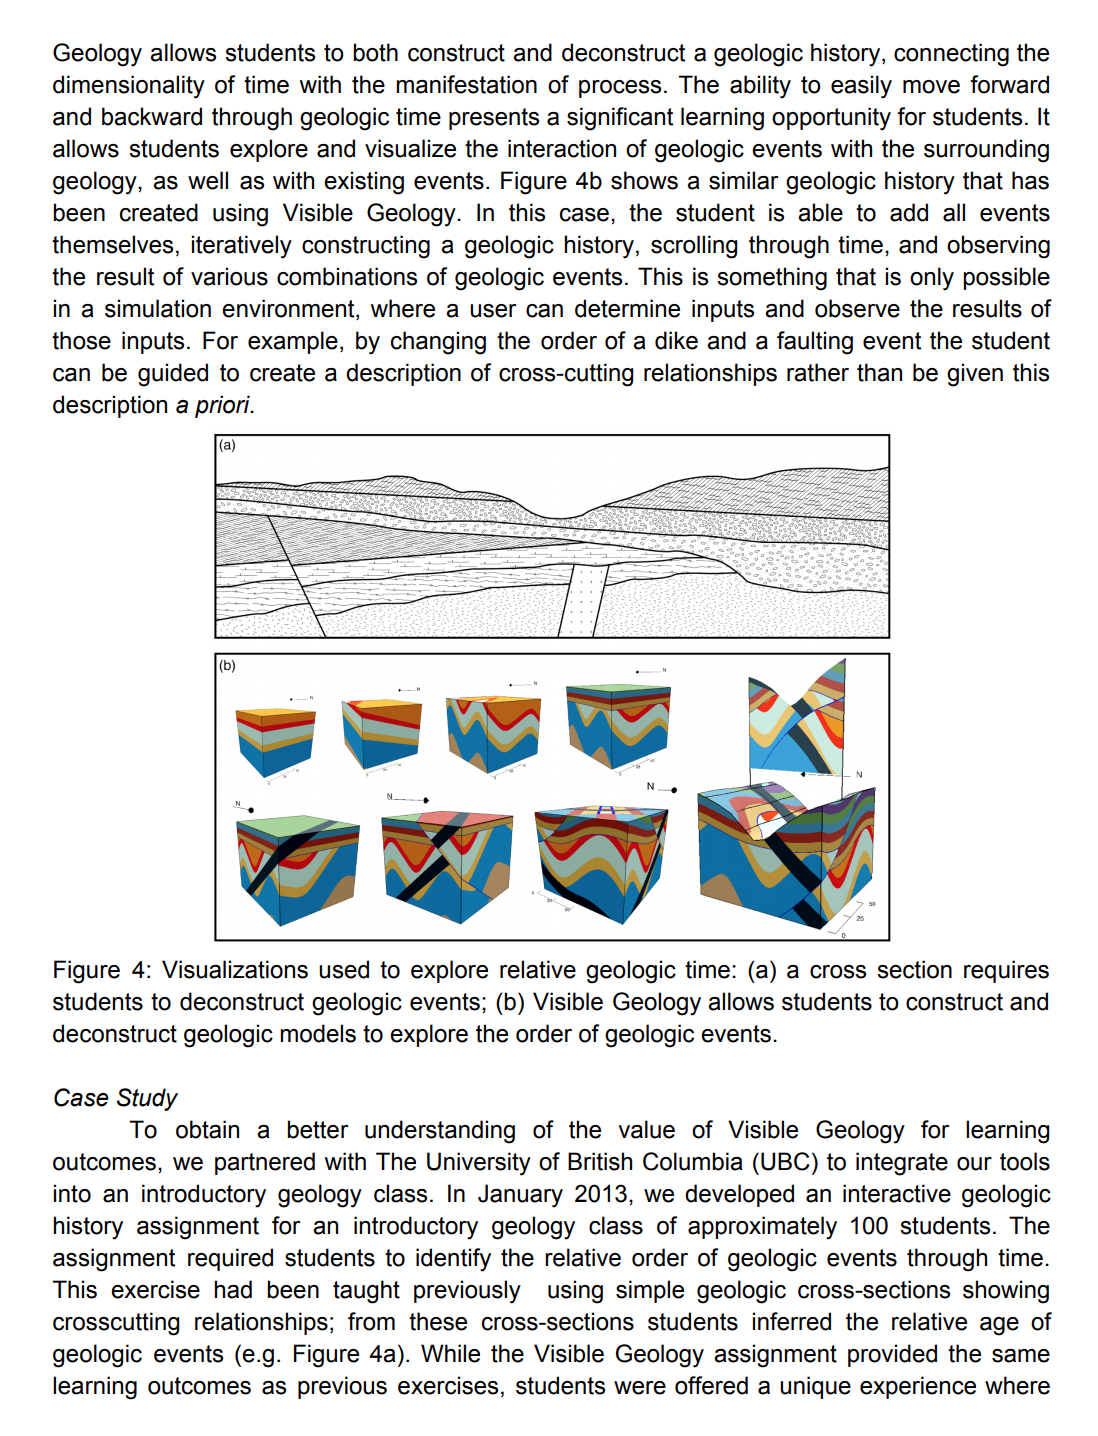 Geology allows students to both construct and deconstruct a geologic history, connecting the
dimensionality of time with the manifestation of process. The ability to easily move forward
and backward through geologic time presents a significant learning opportunity for students. It
allows students explore and visualize the interaction of geologic events with the surrounding
geology, as well as with existing events. Figure 4b shows a similar geologic history that has
been created using Visible Geology. In this case, the student is able to add all events
themselves, iteratively constructing a geologic history, scrolling through time, and observing
the result of various combinations of geologic events. This is something that is only possible
in a simulation environment, where a user can determine inputs and observe the results of
those inputs. For example, by changing the order of a dike and a faulting event the student
can be guided to create a description of cross-cutting relationships rather than be given this
description a priori.
(a)
(b)
N
N
N
N
N
N
N
N
50
25
0
Figure 4: Visualizations used to explore relative geologic time: (a) a cross section requires
students to deconstruct geologic events; (b) Visible Geology allows students to construct and
deconstruct geologic models to explore the order of geologic events.
Case Study
To obtain a better understanding of the value of Visible Geology for learning
outcomes, we partnered with The University of British Columbia (UBC) to integrate our tools
into an introductory geology class. In January 2013, we developed an interactive geologic
history assignment for an introductory geology class of approximately 100 students. The
assignment required students to identify the relative order of geologic events through time.
This exercise had been taught previously using simple geologic cross-sections showing
crosscutting relationships; from these cross-sections students inferred the relative age of
geologic events (e.g. Figure 4a). While the Visible Geology assignment provided the same
learning outcomes as previous exercises, students were offered a unique experience where